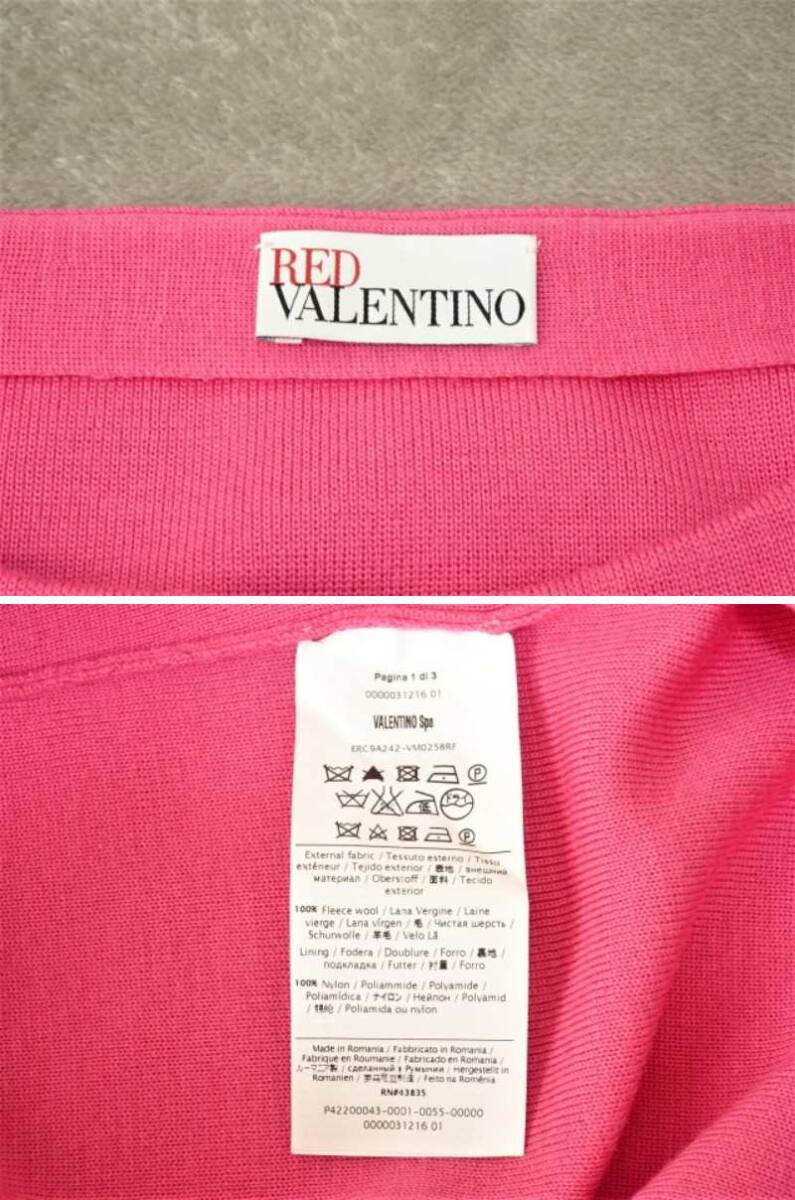 RED
VALENTINO
Pagina 1 di 3
0000031216 01
VALENTINO Spa
ERC9A242-VM0258RF
P
ドライ
P
External fabric / Tessuto esterno / Tissu
extérieur / Tejido exterior / 表地 / внешний
материал / Oberstoff / 面料 / Tecido
exterior
100% Fleece wool / Lana Vergine / Laine
vierge / Lana virgen / 毛 / Чистая шерсть /
Schurwolle / 羊毛 / Velo Lã
Lining / Fodera / Doublure / Forro / 裏地 /
подкладка / Futter / 衬里 / Forro
100% Nylon / Poliammide / Polyamide /
Poliamídica / ナイロン / Нейлон / Polyamid
/ 锦纶 / Poliamida ou nylon
Made in Romania / Fabbricato in Romania /
Fabriqué en Roumanie / Fabricado en Romania /
ルーマニア製 / сделанный в Румынии / Hergestellt in
Romanien / 罗马尼亚制造 / Feito na Romênia
RN#43835
P42200043-0001-0055-00000
0000031216 01